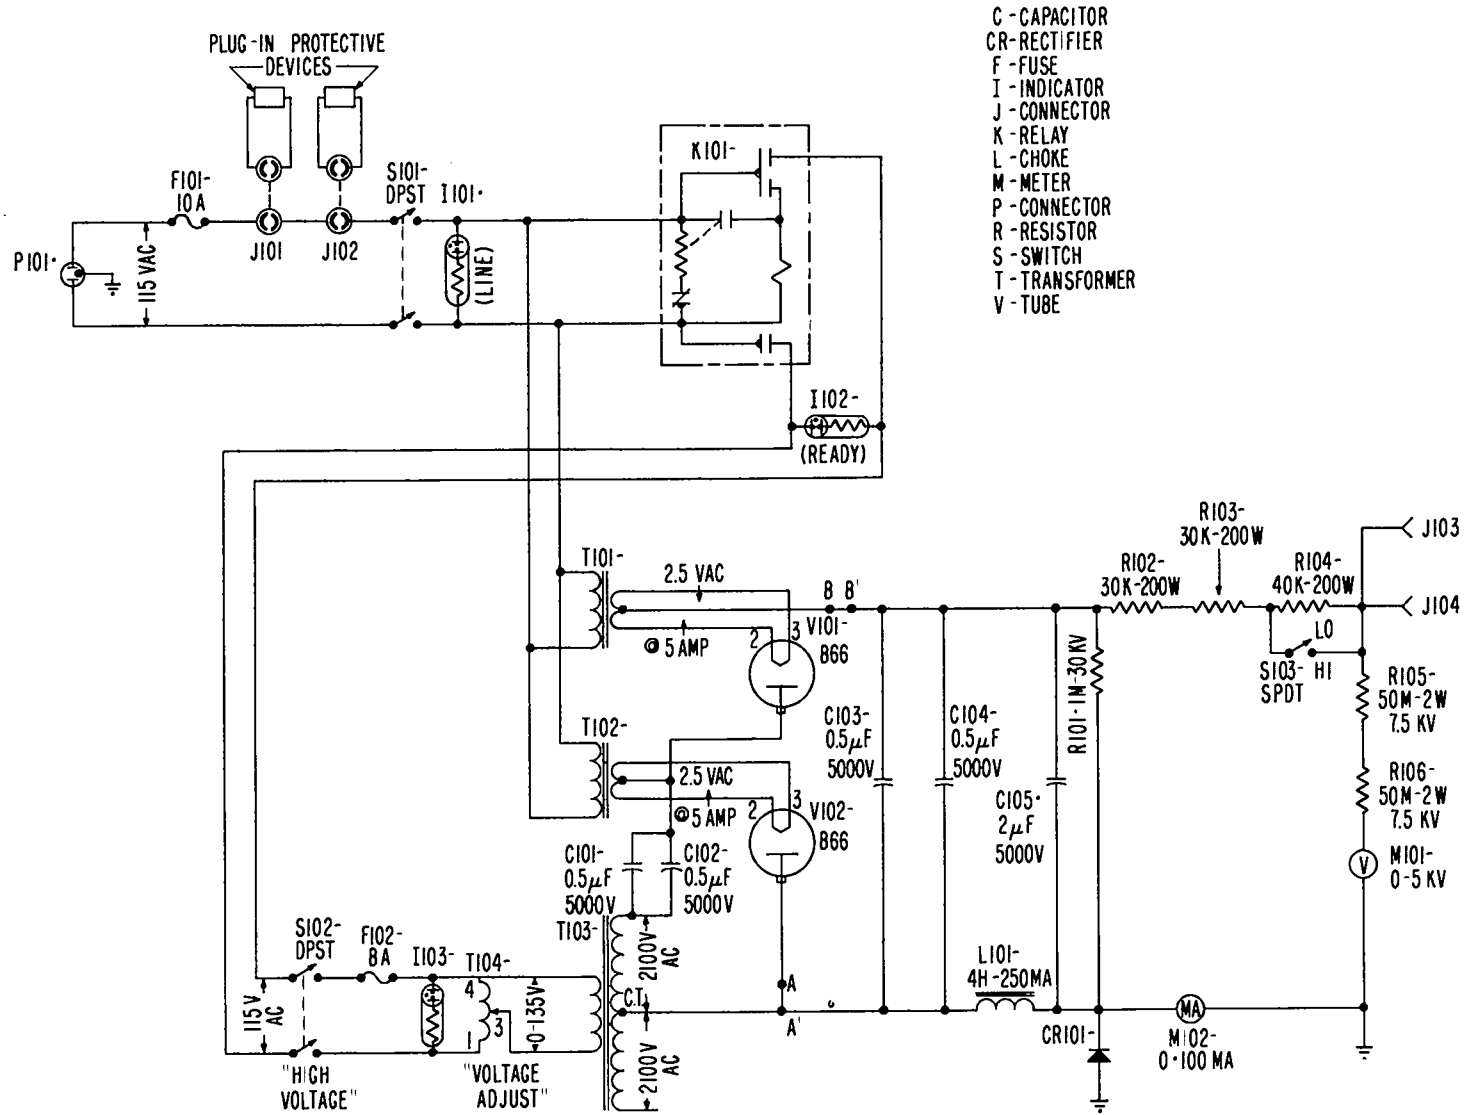 C - CAPACITOR
CR-RECTIFIER
F - FUSE
I - INDICATOR
J - CONNECTOR
K - RELAY
L - CHOKE
M - METER
P - CONNECTOR
R - RESISTOR
S - SWITCH
T - TRANSFORMER
V - TUBE
PLUG-IN PROTECTIVE
DEVICES
F101-
10 A
S101-
DPST
I101-
K101-
P101-
115 VAC
J101
J102
(LINE)
I102-
(READY)
T101-
2.5 VAC
@ 5 AMP
2
3
V101-
866
B B'
T102-
2.5 VAC
@ 5 AMP
2
3
V102-
866
C101-
0.5μF
5000V
C102-
0.5μF
5000V
C103-
0.5μF
5000V
C104-
0.5μF
5000V
C105-
2μF
5000V
R101-1M-30KV
R102-
30K-200W
R103-
30K-200W
R104-
40K-200W
J103
J104
LO
S103- HI
SPDT
R105-
50M-2W
7.5 KV
R106-
50M-2W
7.5 KV
M101-
0-5 KV
V
S102-
DPST
F102-
8A
I103-
T104-
4
3
1
115V
AC
0-135V
T103-
2100V
AC
C.T.
2100V
AC
A
A'
L101-
4H-250MA
CR101-
MA
M102-
0-100 MA
"HIGH
VOLTAGE"
"VOLTAGE
ADJUST"